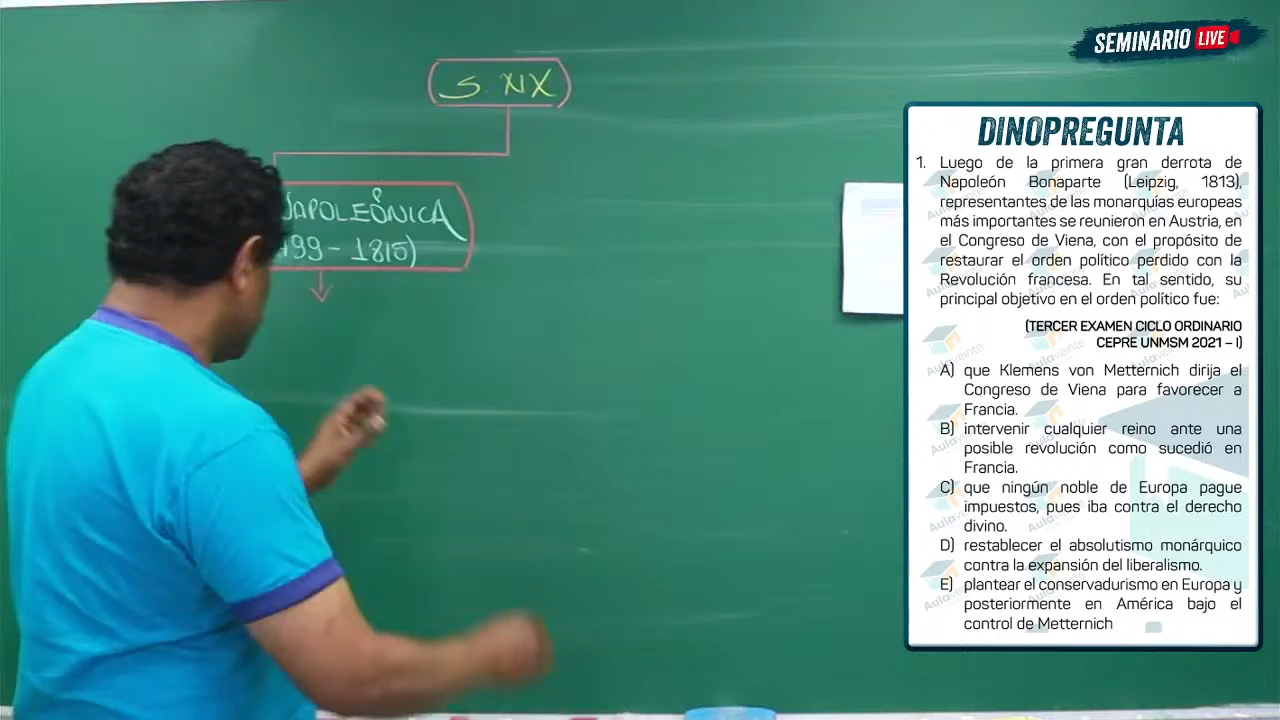 SEMINARIO LIVE
S. XIX
NAPOLEÓNICA
1799 - 1815)
DINOPREGUNTA
1. Luego de la primera gran derrota de
Napoleón Bonaparte (Leipzig, 1813),
representantes de las monarquías europeas
más importantes se reunieron en Austria, en
el Congreso de Viena, con el propósito de
restaurar el orden político perdido con la
Revolución francesa. En tal sentido, su
principal objetivo en el orden político fue:
(TERCER EXAMEN CICLO ORDINARIO
CEPRE UNMSM 2021 – I)
A) que Klemens von Metternich dirija el
Congreso de Viena para favorecer a
Francia.
B) intervenir cualquier reino ante una
posible revolución como sucedió en
Francia.
C) que ningún noble de Europa pague
impuestos, pues iba contra el derecho
divino.
D) restablecer el absolutismo monárquico
contra la expansión del liberalismo.
E) plantear el conservadurismo en Europa y
posteriormente en América bajo el
control de Metternich